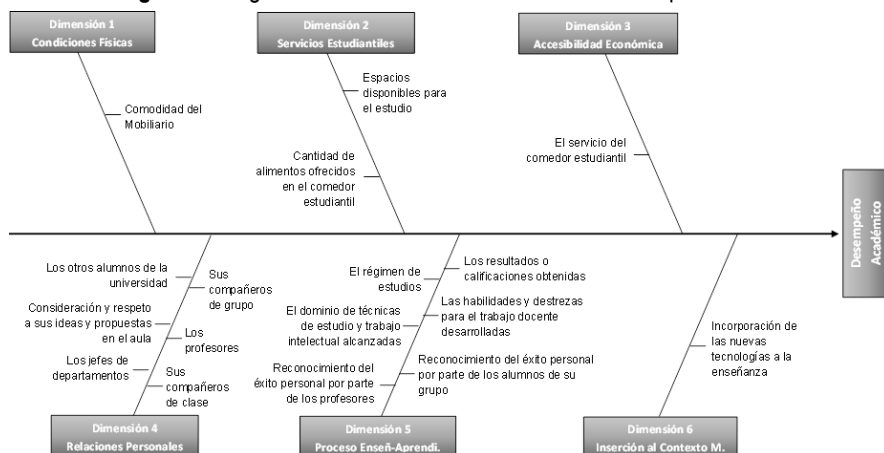 Dimensión 1
Condiciones Físicas
Dimensión 2
Servicios Estudiantiles
Dimensión 3
Accesibilidad Económica
Comodidad del
Mobiliario
Espacios
disponibles para
el estudio
Cantidad de
alimentos ofrecidos
en el comedor
estudiantil
El servicio del
comedor estudiantil
Desempeño
Académico
Los otros alumnos de la
universidad
Sus
compañeros
de grupo
Consideración y respeto
a sus ideas y propuestas
en el aula
Los
profesores
Los jefes de
departamentos
Sus
compañeros
de clase
El régimen de
estudios
Los resultados o
calificaciones obtenidas
El dominio de técnicas
de estudio y trabajo
intelectual alcanzadas
Las habilidades y destrezas
para el trabajo docente
desarrolladas
Reconocimiento del
éxito personal por parte
de los profesores
Reconocimiento del éxito personal
por parte de los alumnos de su
grupo
Incorporación de
las nuevas
tecnologías a la
enseñanza
Dimensión 4
Relaciones Personales
Dimensión 5
Proceso Enseñ-Aprendi.
Dimensión 6
Inserción al Contexto M.